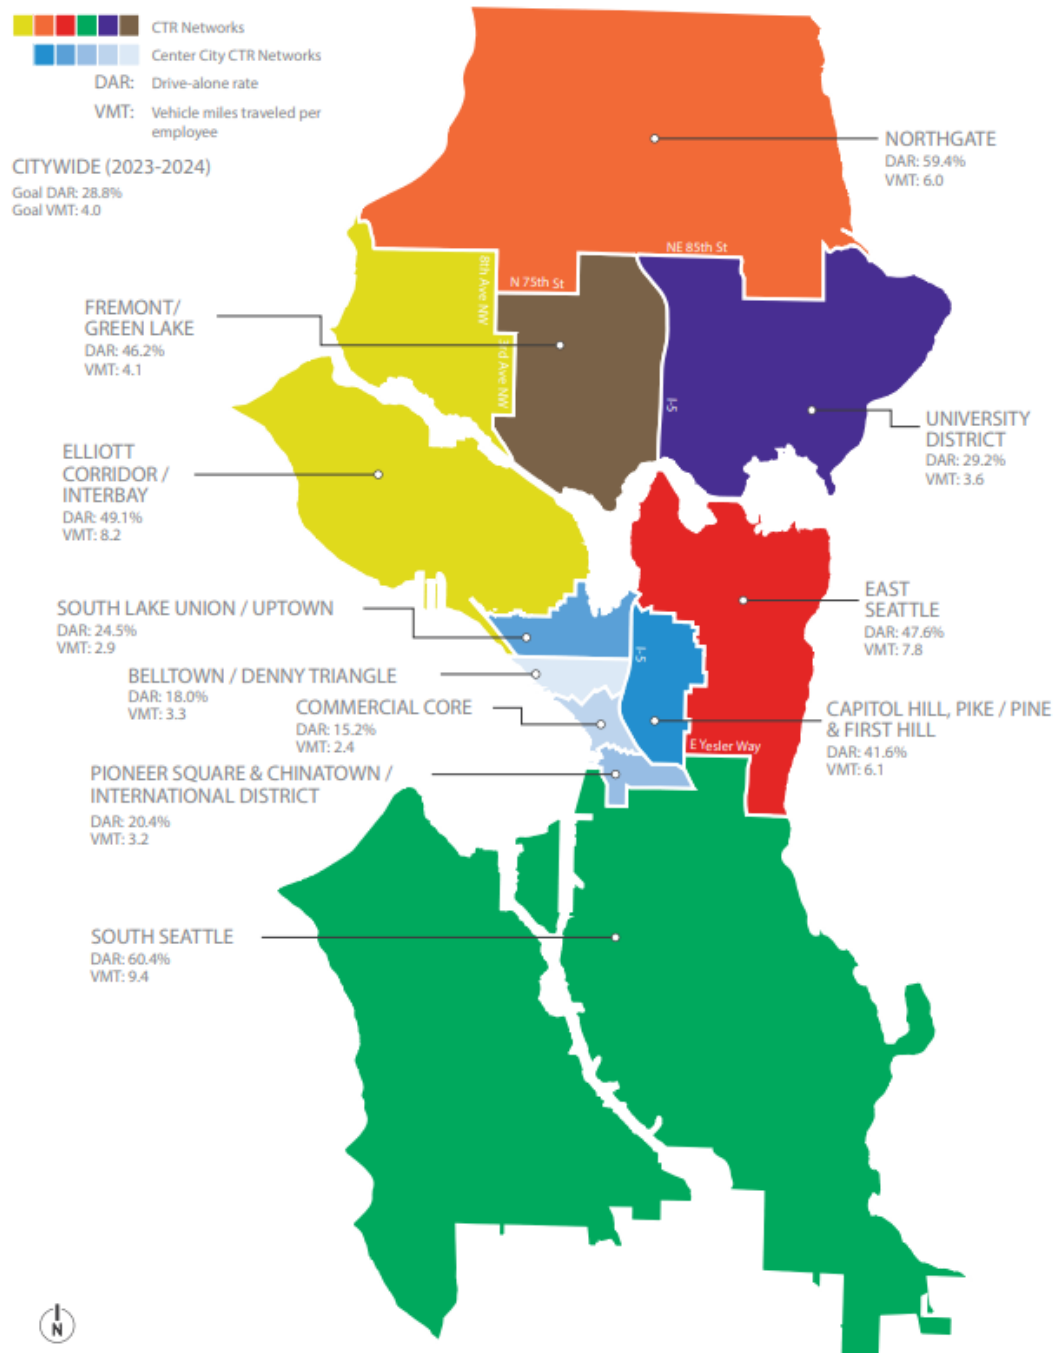 CTR Networks
Center City CTR Networks
DAR: Drive-alone rate
VMT: Vehicle miles traveled per
employee
CITYWIDE (2023-2024)
Goal DAR: 28.8%
Goal VMT: 4.0
NORTHGATE
DAR: 59.4%
VMT: 6.0
NE 85th St
8th Ave NW
N 75th St
FREMONT/
GREEN LAKE
DAR: 46.2%
VMT: 4.1
3rd Ave NW
I-5
UNIVERSITY
DISTRICT
DAR: 29.2%
VMT: 3.6
ELLIOTT
CORRIDOR /
INTERBAY
DAR: 49.1%
VMT: 8.2
EAST
SEATTLE
DAR: 47.6%
VMT: 7.8
SOUTH LAKE UNION / UPTOWN
DAR: 24.5%
VMT: 2.9
I-5
BELLTOWN / DENNY TRIANGLE
DAR: 18.0%
VMT: 3.3
COMMERCIAL CORE
DAR: 15.2%
VMT: 2.4
CAPITOL HILL, PIKE / PINE
& FIRST HILL
DAR: 41.6%
VMT: 6.1
E Yesler Way
PIONEER SQUARE & CHINATOWN /
INTERNATIONAL DISTRICT
DAR: 20.4%
VMT: 3.2
SOUTH SEATTLE
DAR: 60.4%
VMT: 9.4
N